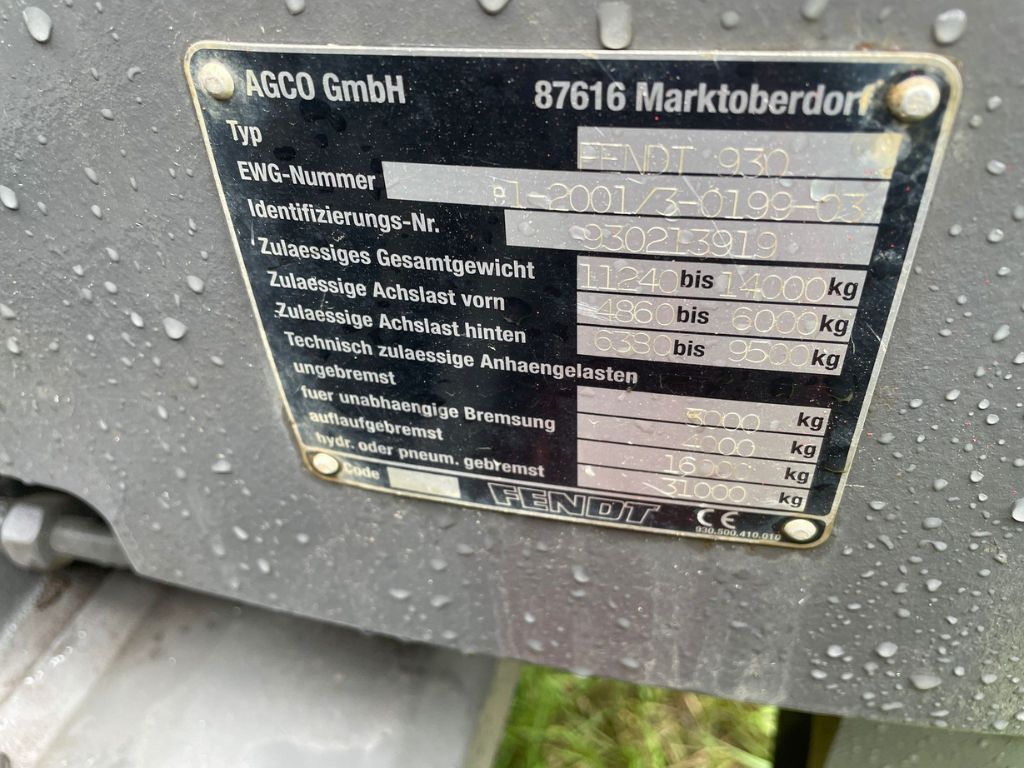 AGCO GmbH 87616 Marktoberdorf
Typ FENDT 930
EWG-Nummer e1-2001/3-0199-03
Identifizierungs-Nr. 930213919
Zulaessiges Gesamtgewicht 11240 bis 14000 kg
Zulaessige Achslast vorn 4860 bis 6000 kg
Zulaessige Achslast hinten 6380 bis 9500 kg
Technisch zulaessige Anhaengelasten
ungebremst 3000 kg
fuer unabhaengige Bremsung 4000 kg
auflaufgebremst 16000 kg
hydr. oder pneum. gebremst 31000 kg
Code FENDT CE
930.500.410.010